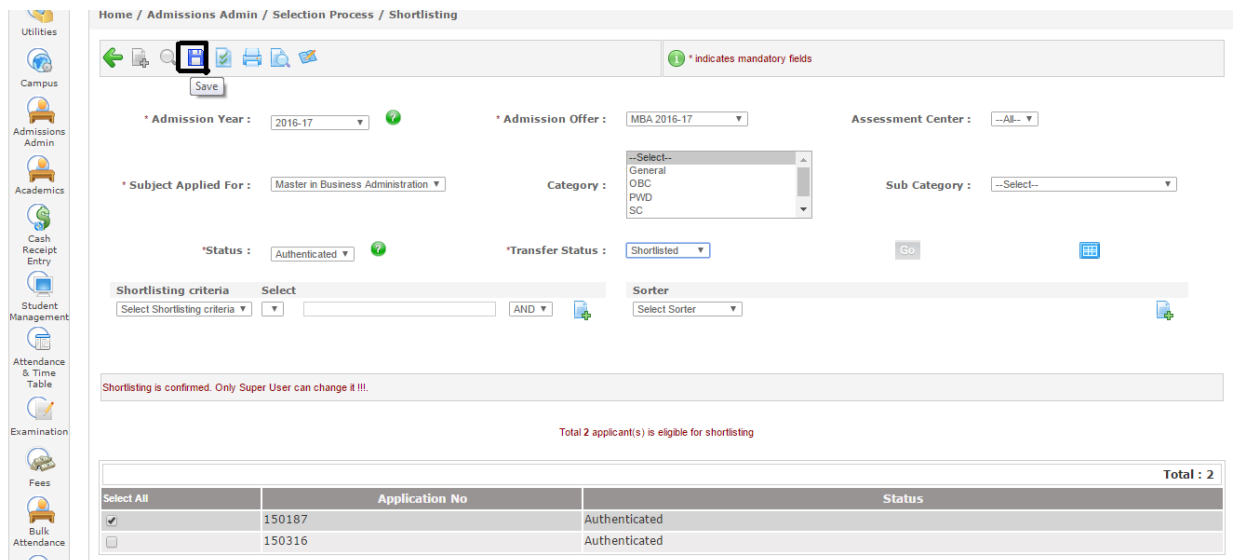 Home / Admissions Admin / Selection Process / Shortlisting
Utilities
Campus
Admissions
Admin
Academics
Cash
Receipt
Entry
Student
Management
Attendance
& Time
Table
Examination
Fees
Bulk
Attendance
* indicates mandatory fields
Save
* Admission Year : 2016-17 * Admission Offer : MBA 2016-17 Assessment Center : --All--
* Subject Applied For : Master in Business Administration Category : --Select-- Sub Category : --Select--
General
OBC
PWD
SC
*Status : Authenticated *Transfer Status : Shortlisted Go
Shortlisting criteria Select Sorter
Select Shortlisting criteria AND Select Sorter
Shortlisting is confirmed. Only Super User can change it !!!.
Total 2 applicant(s) is eligible for shortlisting
Total : 2
Select All Application No Status
150187 Authenticated
150316 Authenticated